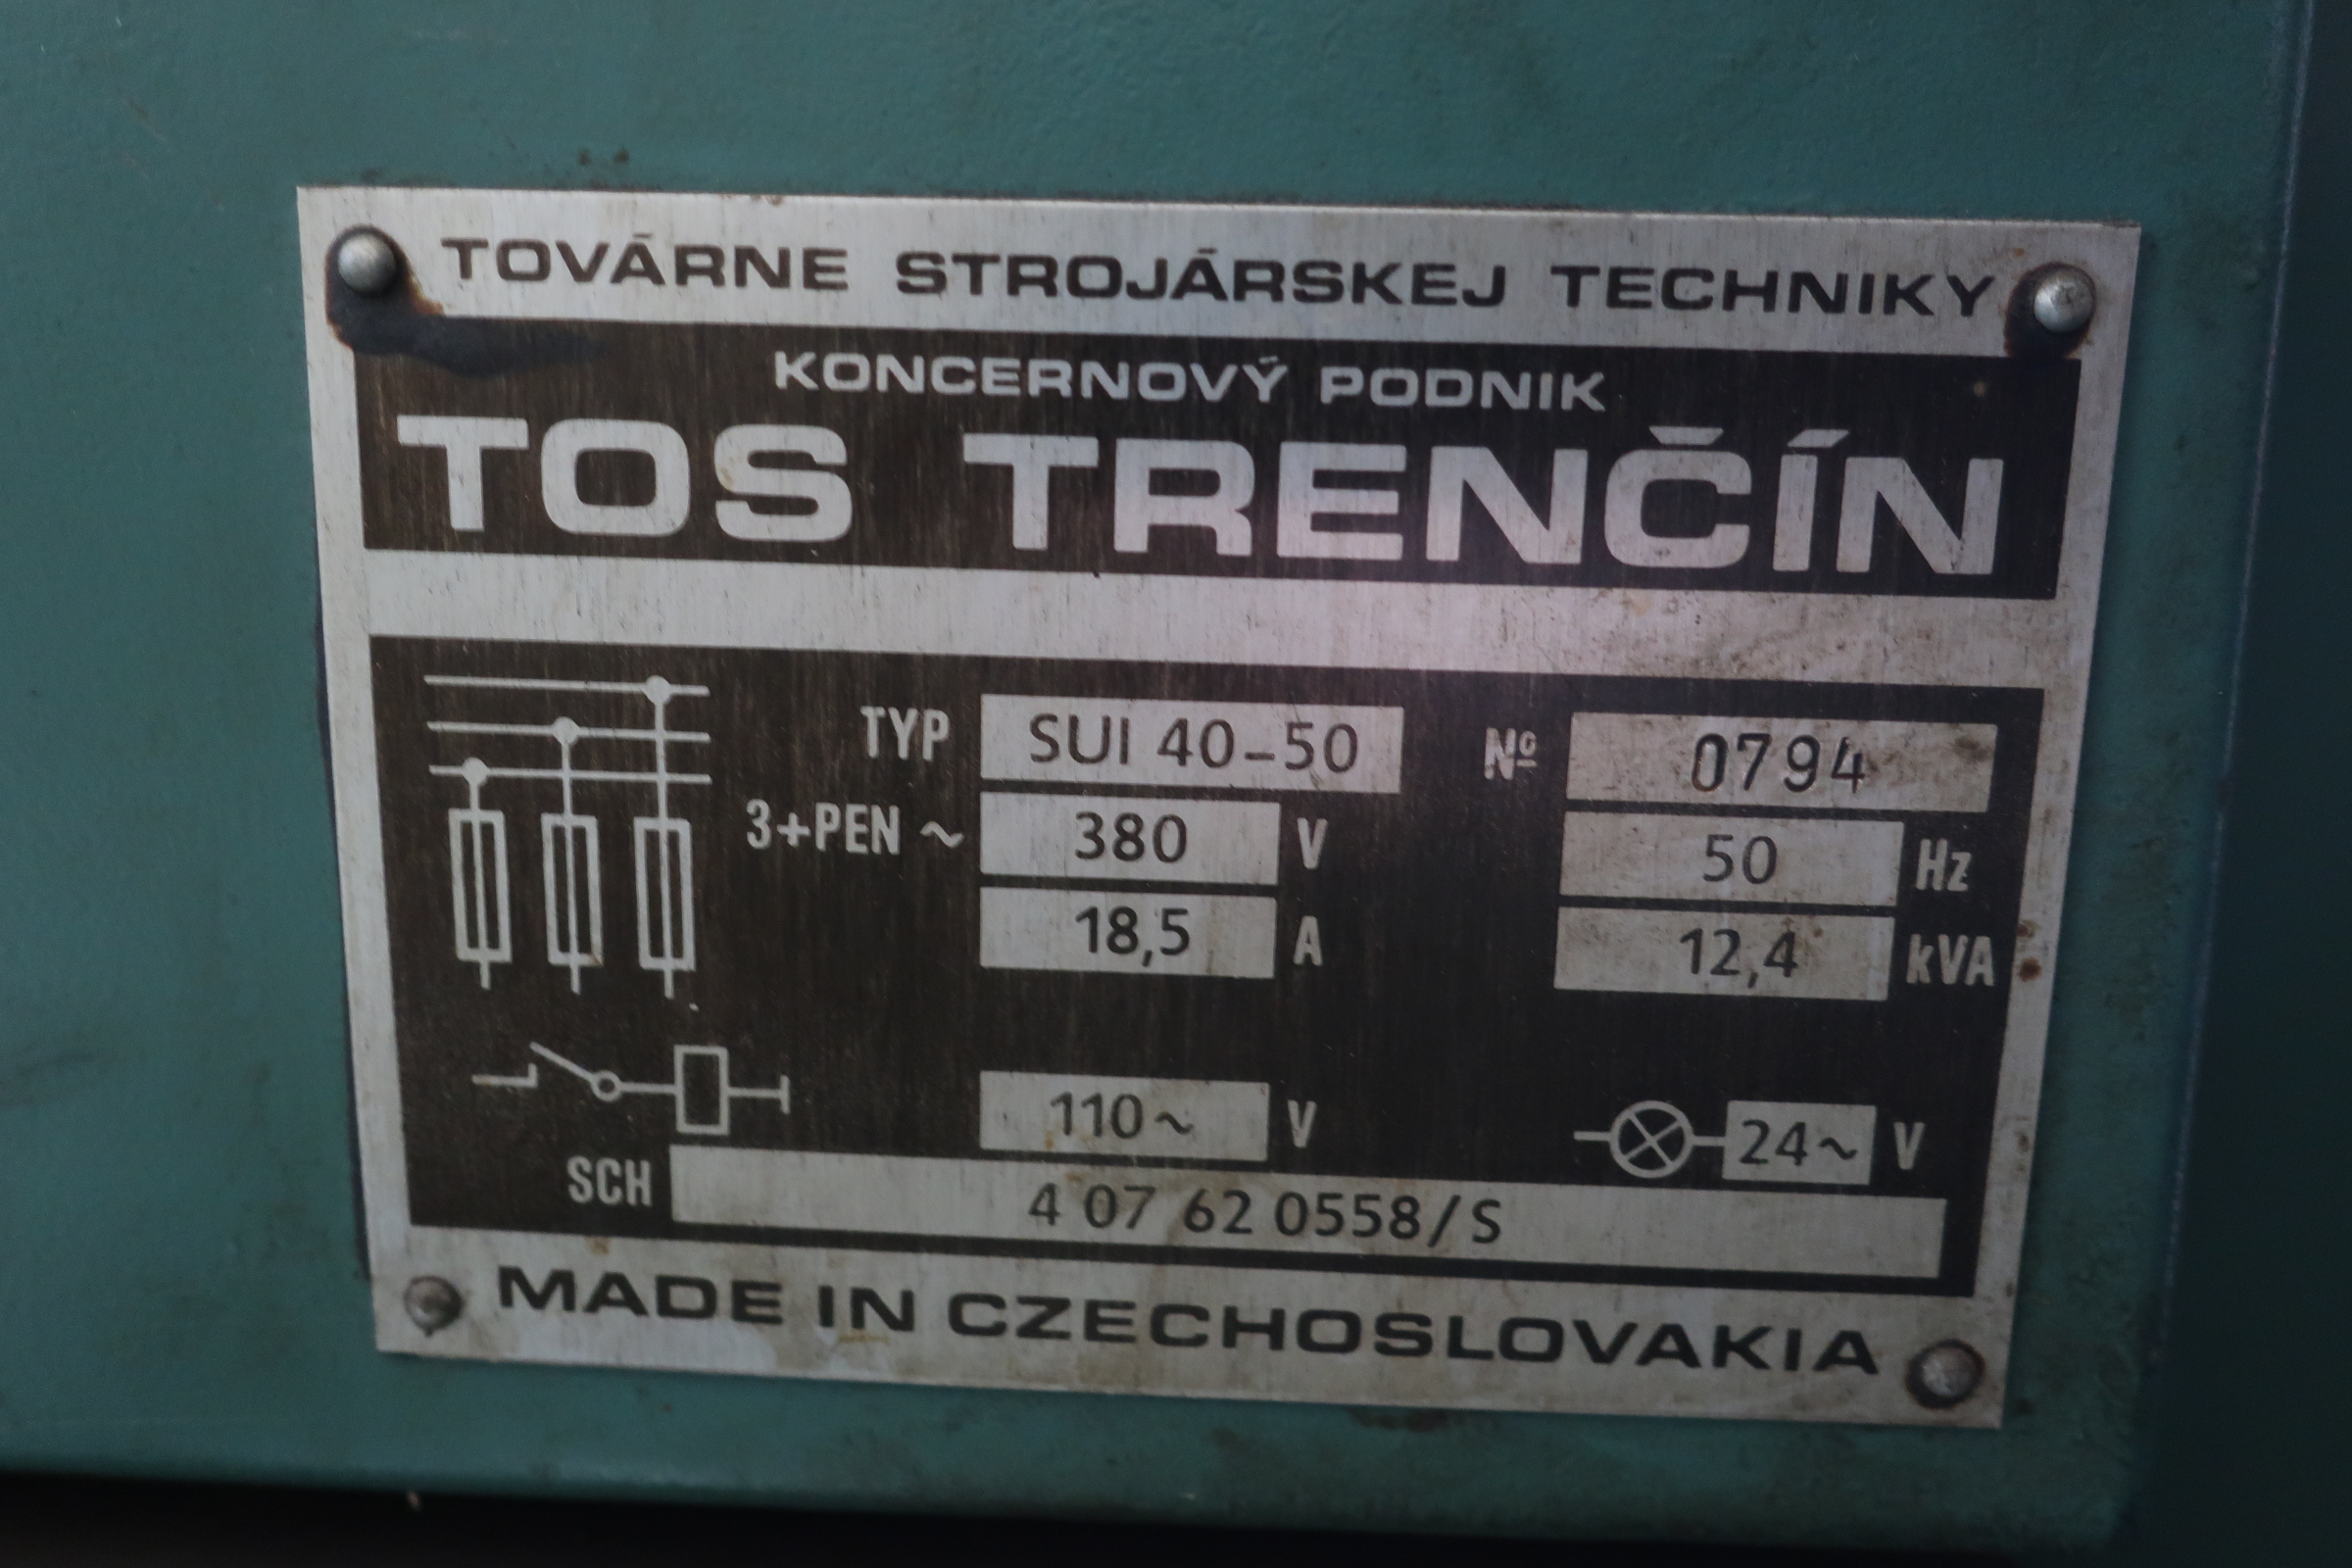 TOVÁRNE STROJÁRSKEJ TECHNIKY
KONCERNOVÝ PODNIK
TOS TRENČÍN
TYP SUI 40-50 Nº 0794
3+PEN ~ 380 V 50 Hz
18,5 A 12,4 kVA
110~ V 24~ V
SCH 4 07 62 0558/S
MADE IN CZECHOSLOVAKIA